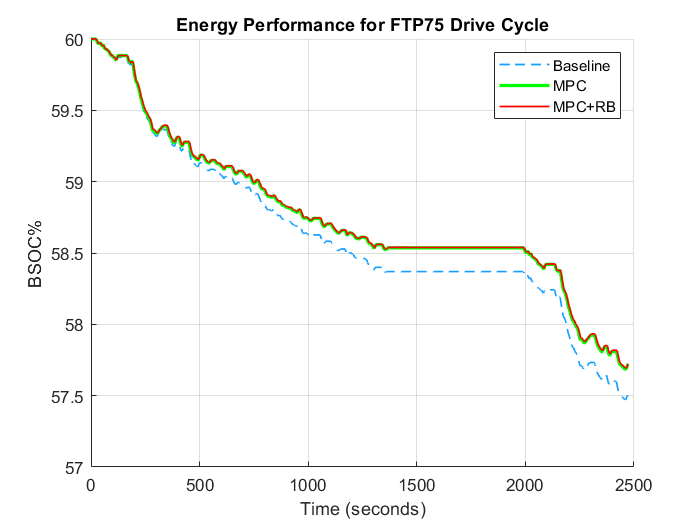 Energy Performance for FTP75 Drive Cycle
60
59.5
59
58.5
58
57.5
57
BSOC%
Baseline
MPC
MPC+RB
0
500
1000
1500
2000
2500
Time (seconds)